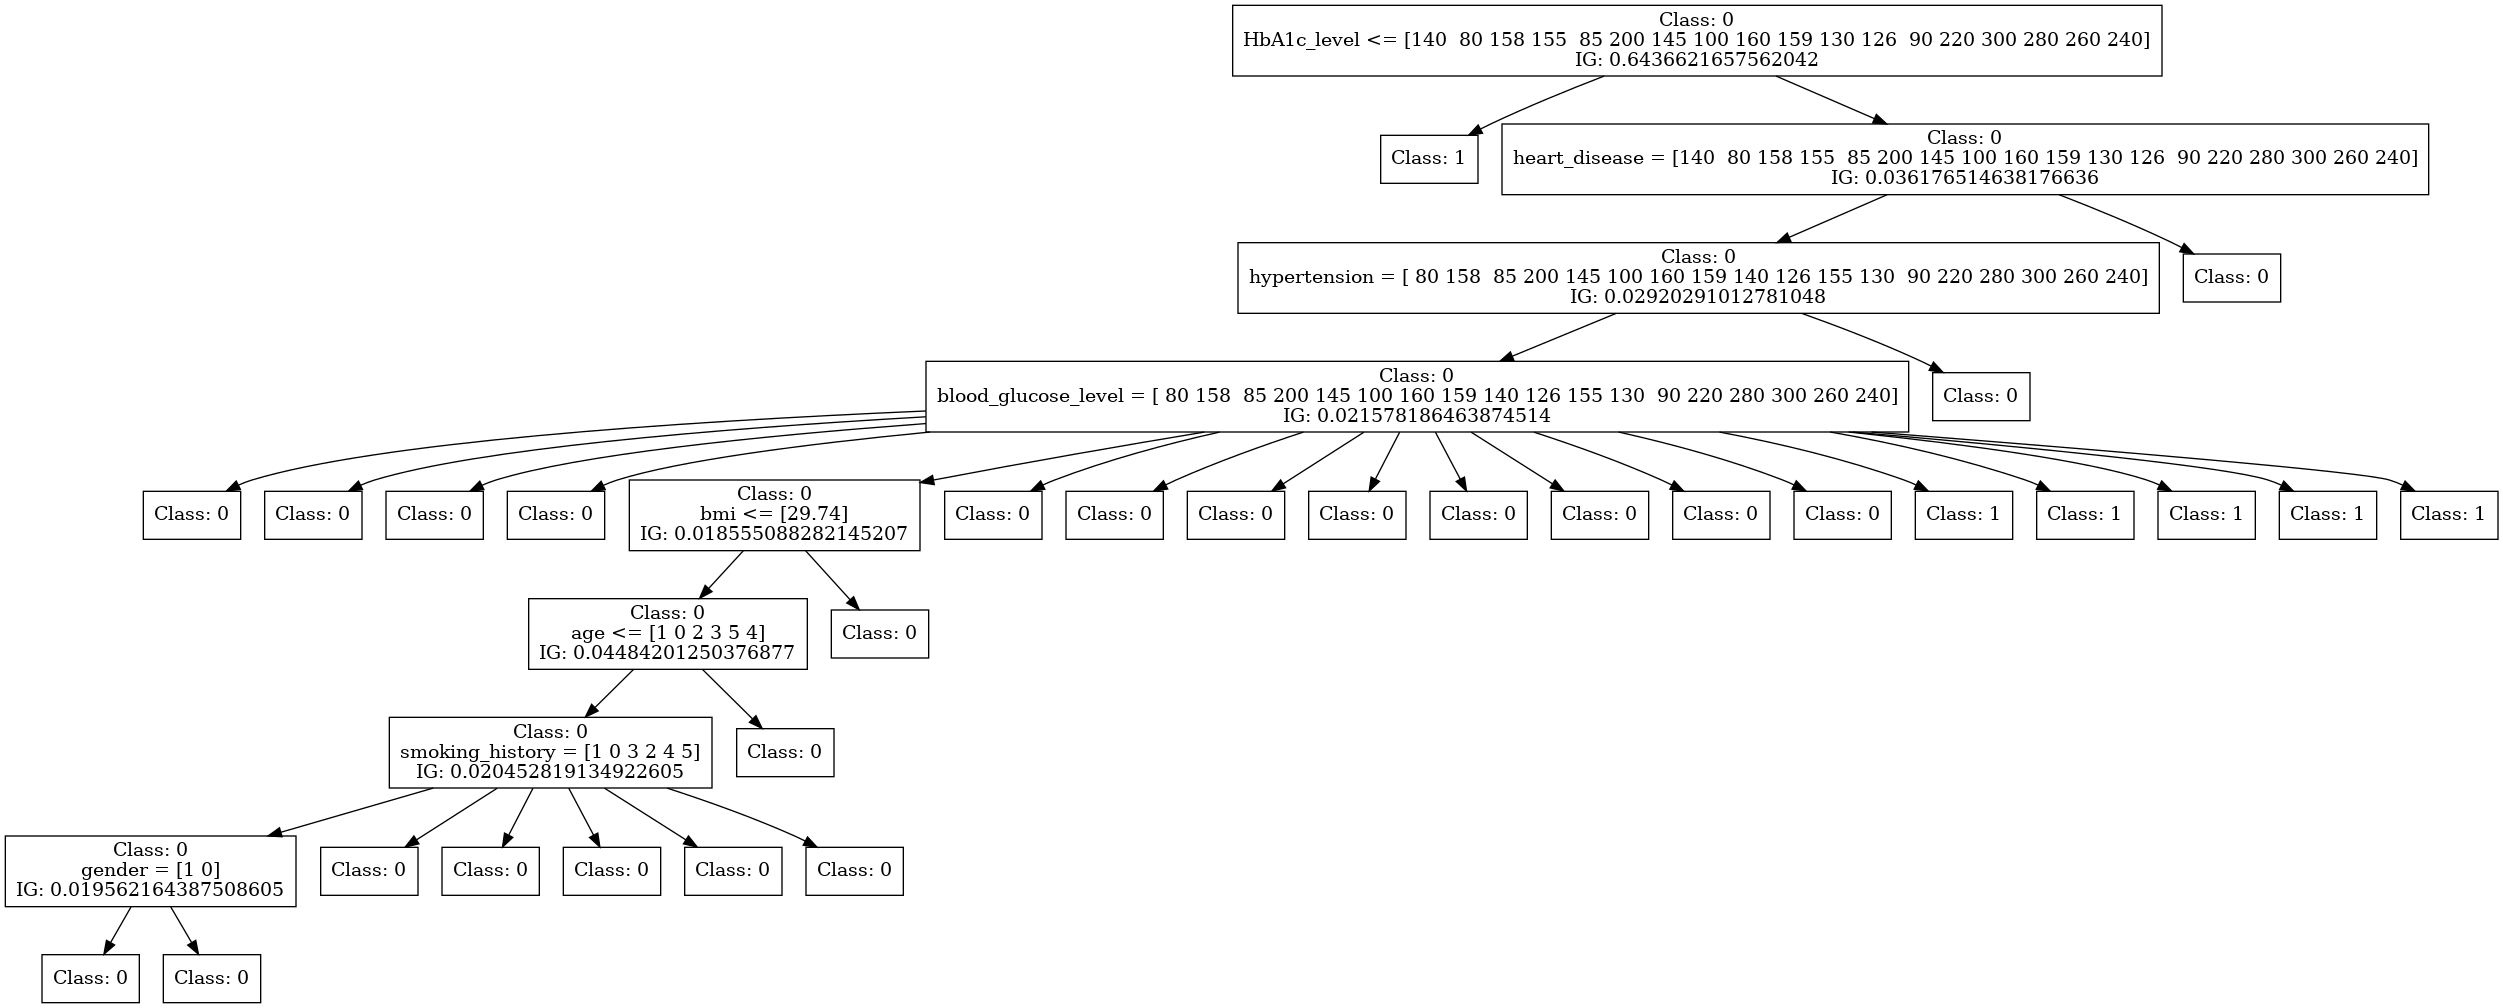 Class: 0
HbA1c_level <= [140  80 158 155  85 200 145 100 160 159 130 126  90 220 300 280 260 240]
IG: 0.6436621657562042
Class: 1
Class: 0
heart_disease = [140  80 158 155  85 200 145 100 160 159 130 126  90 220 280 300 260 240]
IG: 0.036176514638176636
Class: 0
hypertension = [ 80 158  85 200 145 100 160 159 140 126 155 130  90 220 280 300 260 240]
IG: 0.02920291012781048
Class: 0
Class: 0
blood_glucose_level = [ 80 158  85 200 145 100 160 159 140 126 155 130  90 220 280 300 260 240]
IG: 0.021578186463874514
Class: 0
Class: 0
Class: 0
Class: 0
Class: 0
Class: 0
bmi <= [29.74]
IG: 0.018555088282145207
Class: 0
Class: 0
Class: 0
Class: 0
Class: 0
Class: 0
Class: 0
Class: 0
Class: 1
Class: 1
Class: 1
Class: 1
Class: 1
Class: 0
age <= [1 0 2 3 5 4]
IG: 0.04484201250376877
Class: 0
Class: 0
smoking_history = [1 0 3 2 4 5]
IG: 0.020452819134922605
Class: 0
Class: 0
gender = [1 0]
IG: 0.019562164387508605
Class: 0
Class: 0
Class: 0
Class: 0
Class: 0
Class: 0
Class: 0